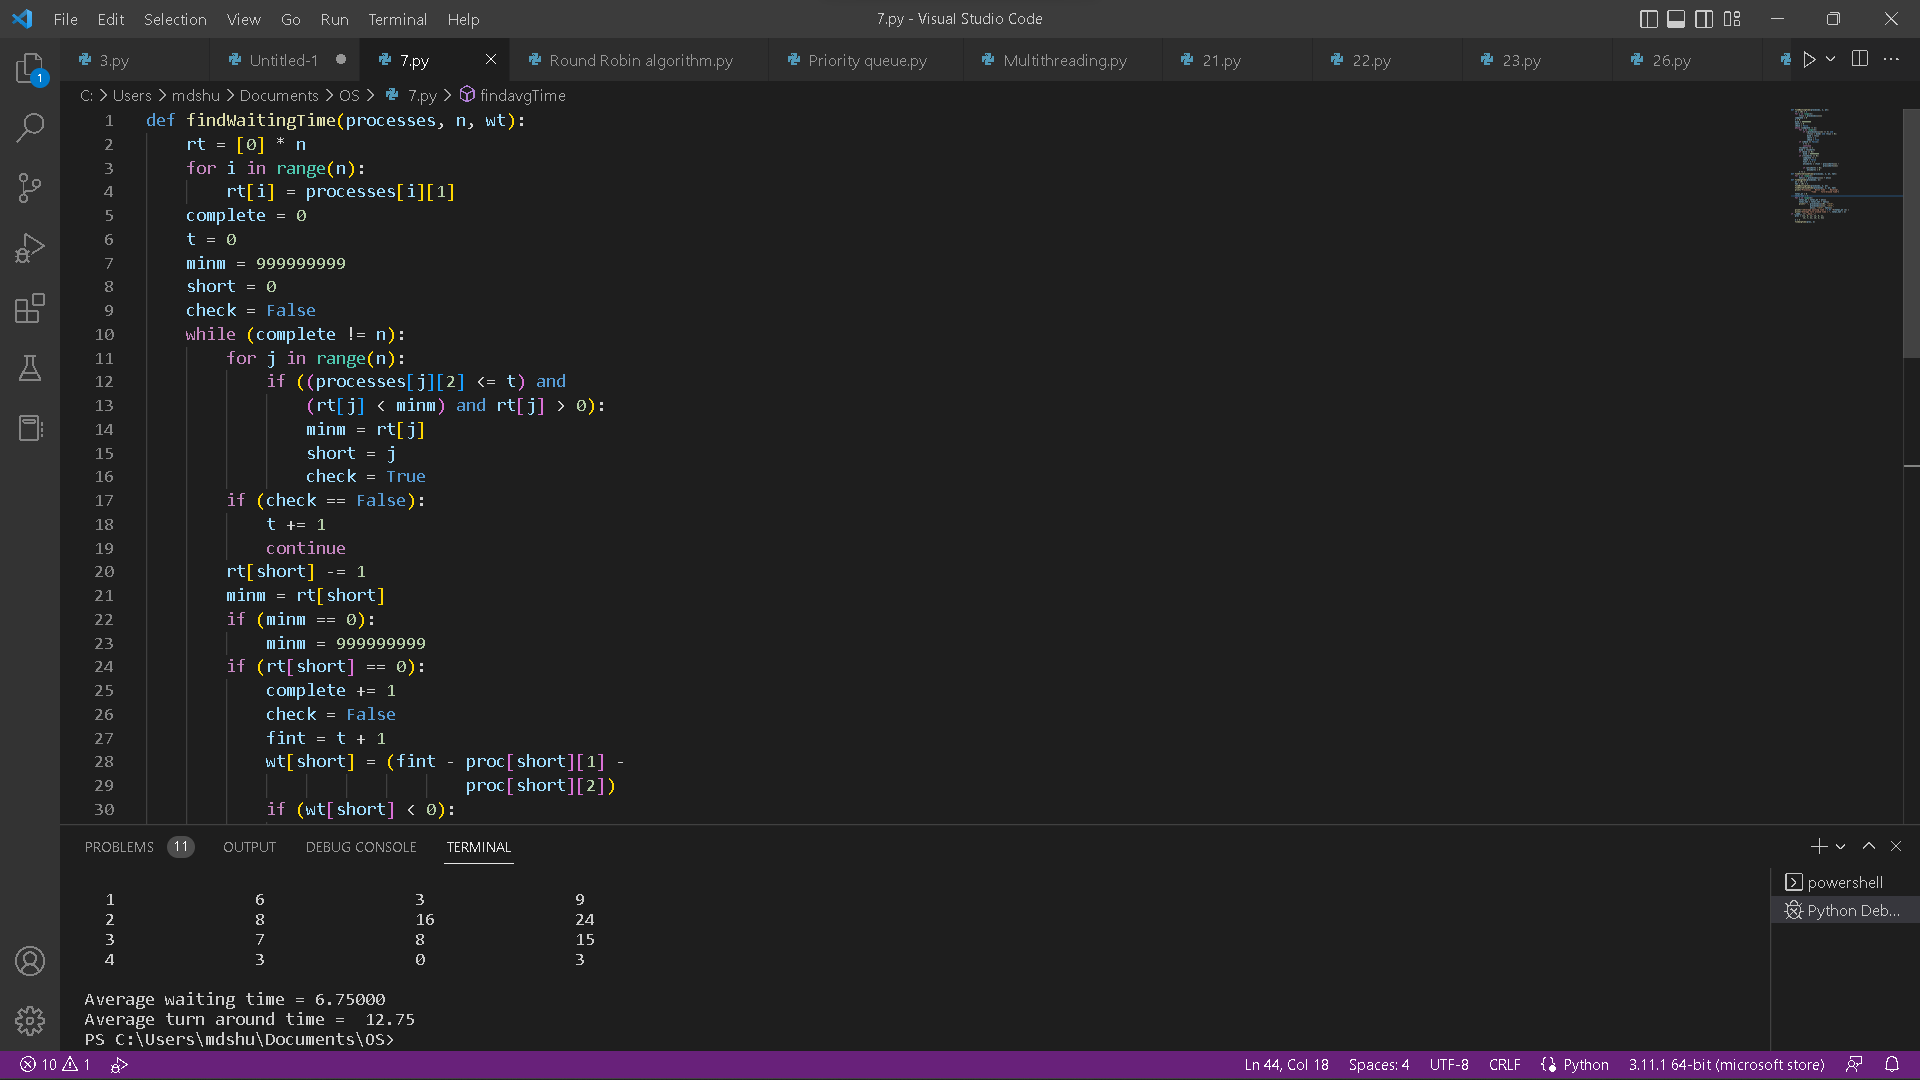 File Edit Selection View Go Run Terminal Help 7.py - Visual Studio Code
3.py Untitled-1 7.py Round Robin algorithm.py Priority queue.py Multithreading.py 21.py 22.py 23.py 26.py
1
C: > Users > mdshu > Documents > OS > 7.py > findavgTime
1 def findWaitingTime(processes, n, wt):
2 rt = [0] * n
3 for i in range(n):
4 rt[i] = processes[i][1]
5 complete = 0
6 t = 0
7 minm = 999999999
8 short = 0
9 check = False
10 while (complete != n):
11 for j in range(n):
12 if ((processes[j][2] <= t) and
13 (rt[j] < minm) and rt[j] > 0):
14 minm = rt[j]
15 short = j
16 check = True
17 if (check == False):
18 t += 1
19 continue
20 rt[short] -= 1
21 minm = rt[short]
22 if (minm == 0):
23 minm = 999999999
24 if (rt[short] == 0):
25 complete += 1
26 check = False
27 fint = t + 1
28 wt[short] = (fint - proc[short][1] -
29 proc[short][2])
30 if (wt[short] < 0):
PROBLEMS 11 OUTPUT DEBUG CONSOLE TERMINAL
1 6 3 9
2 8 16 24
3 7 8 15
4 3 0 3
Average waiting time = 6.75000
Average turn around time =  12.75
PS C:\Users\mdshu\Documents\OS>
powershell
Python Deb...
10 1 Ln 44, Col 18 Spaces: 4 UTF-8 CRLF Python 3.11.1 64-bit (microsoft store)